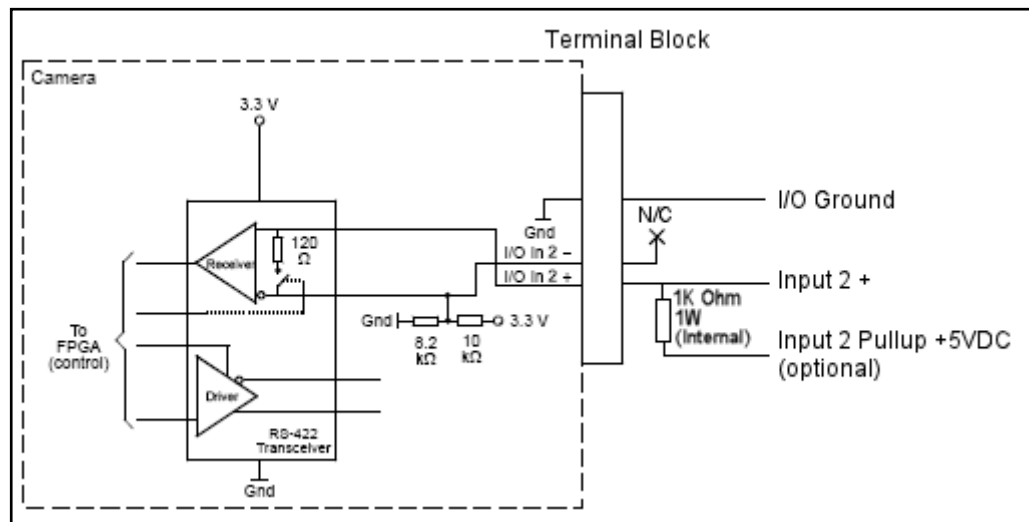 Terminal Block
Camera
3.3 V
I/O Ground
N/C
Gnd
120
Ω
Receiver
I/O In 2 –
I/O In 2 +
Input 2 +
1K Ohm
1W
(Internal)
Gnd
3.3 V
8.2
kΩ
10
kΩ
To
FPGA
(control)
Input 2 Pullup +5VDC
(optional)
Driver
RS-422
Transceiver
Gnd